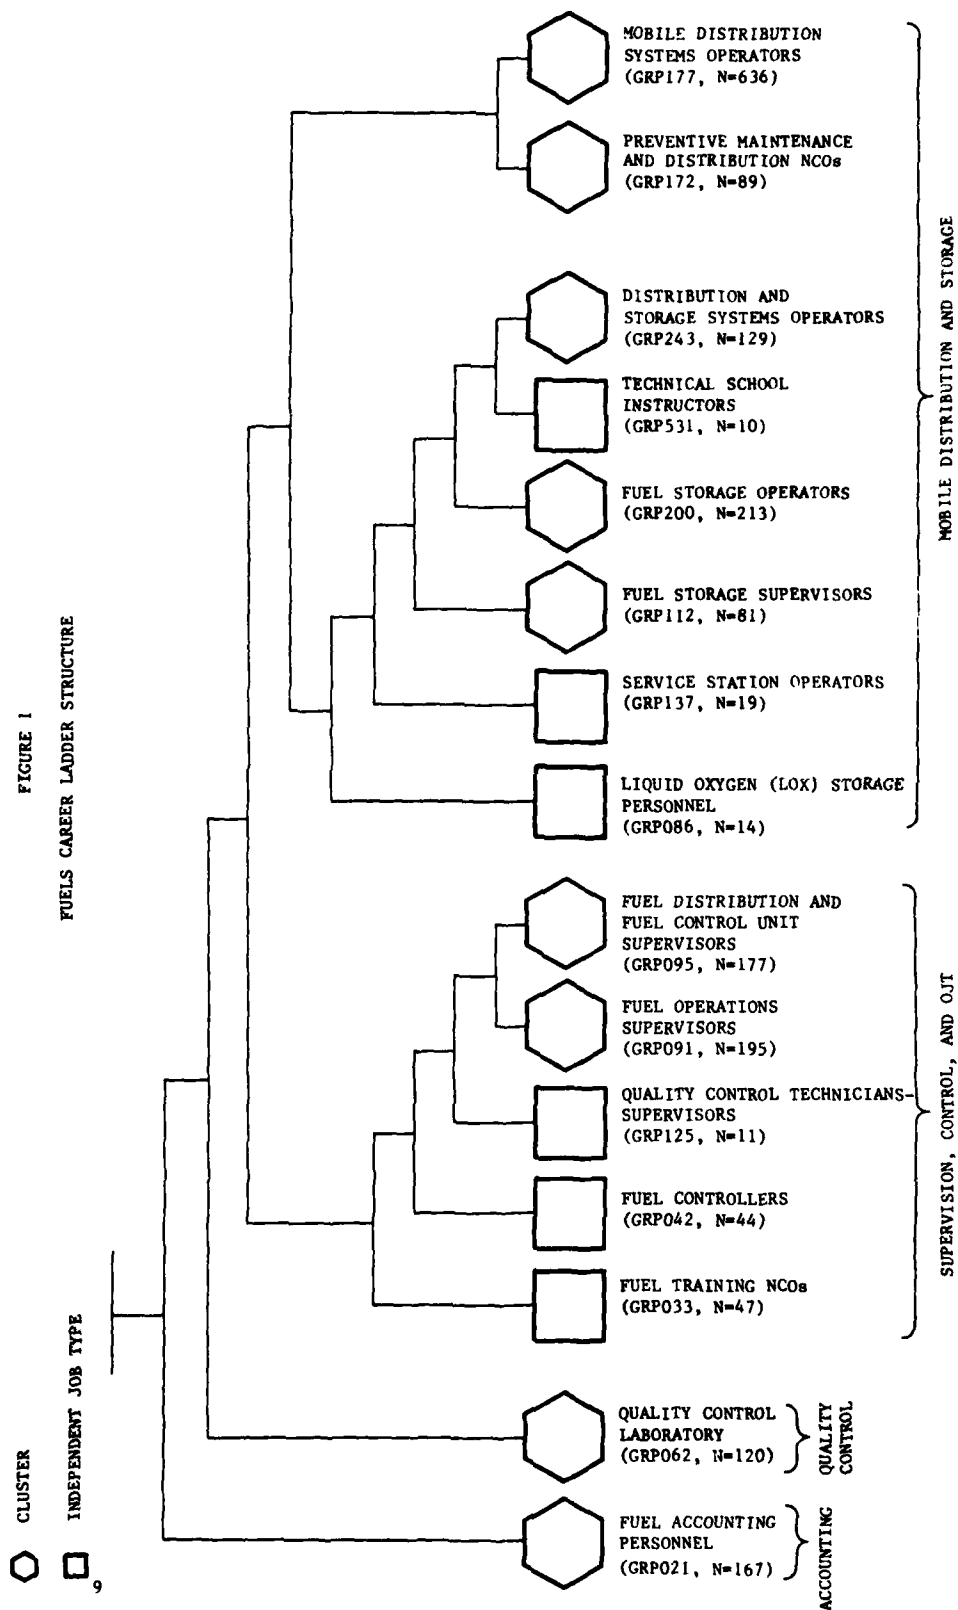 FIGURE 1
FUELS CAREER LADDER STRUCTURE
CLUSTER
INDEPENDENT JOB TYPE
9
MOBILE DISTRIBUTION
SYSTEMS OPERATORS
(GRP177, N=636)
PREVENTIVE MAINTENANCE
AND DISTRIBUTION NCOs
(GRP172, N=89)
DISTRIBUTION AND
STORAGE SYSTEMS OPERATORS
(GRP243, N=129)
TECHNICAL SCHOOL
INSTRUCTORS
(GRP531, N=10)
FUEL STORAGE OPERATORS
(GRP200, N=213)
FUEL STORAGE SUPERVISORS
(GRP112, N=81)
SERVICE STATION OPERATORS
(GRP137, N=19)
LIQUID OXYGEN (LOX) STORAGE
PERSONNEL
(GRP086, N=14)
MOBILE DISTRIBUTION AND STORAGE
FUEL DISTRIBUTION AND
FUEL CONTROL UNIT
SUPERVISORS
(GRP095, N=177)
FUEL OPERATIONS
SUPERVISORS
(GRP091, N=195)
QUALITY CONTROL TECHNICIANS-
SUPERVISORS
(GRP125, N=11)
FUEL CONTROLLERS
(GRP042, N=44)
FUEL TRAINING NCOs
(GRP033, N=47)
SUPERVISION, CONTROL, AND OJT
QUALITY CONTROL
LABORATORY
(GRP062, N=120)
QUALITY
CONTROL
FUEL ACCOUNTING
PERSONNEL
(GRP021, N=167)
ACCOUNTING